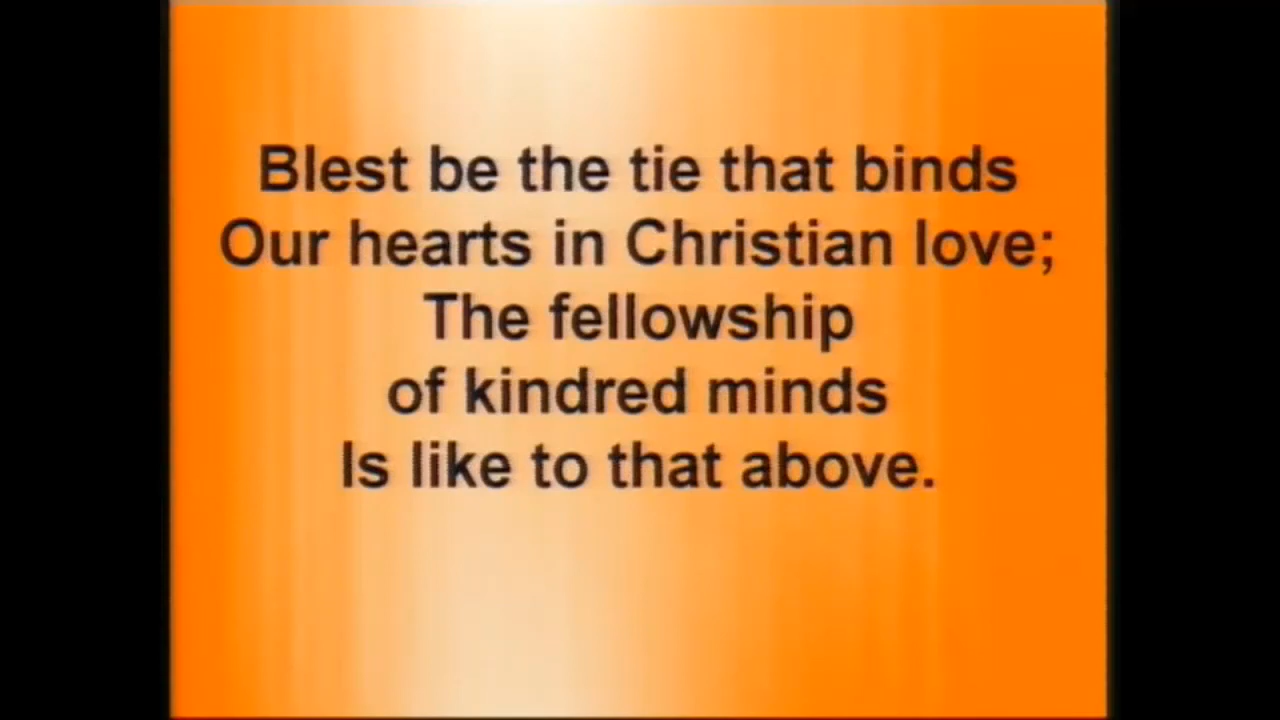 Blest be the tie that binds
Our hearts in Christian love;
The fellowship
of kindred minds
Is like to that above.